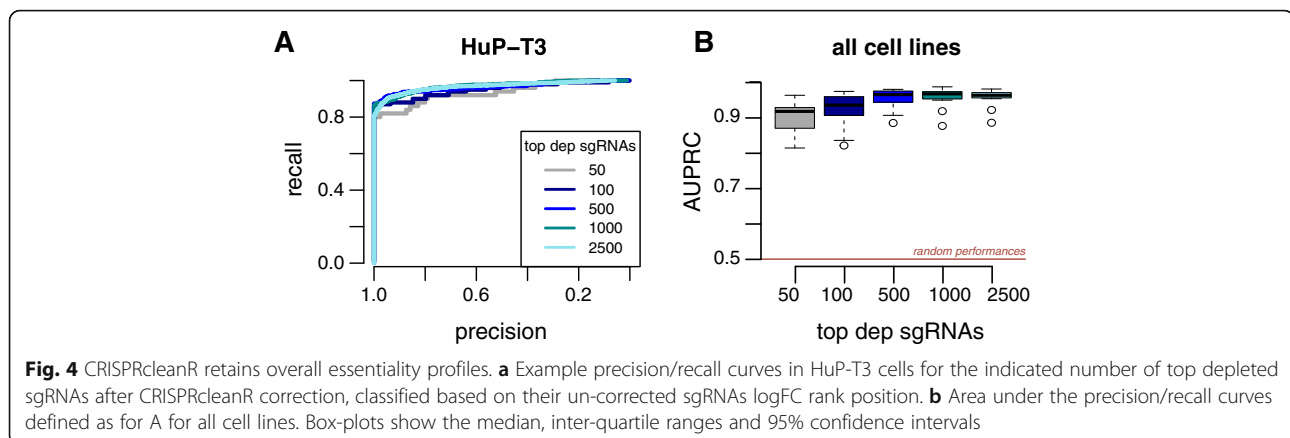 A
HuP–T3
recall
0.8
0.4
0.0
1.0
0.6
0.2
precision
top dep sgRNAs
50
100
500
1000
2500
B
all cell lines
AUPRC
0.9
0.7
0.5
random performances
50
100
500
1000
2500
top dep sgRNAs
Fig. 4 CRISPRcleanR retains overall essentiality profiles. a Example precision/recall curves in HuP-T3 cells for the indicated number of top depleted
sgRNAs after CRISPRcleanR correction, classified based on their un-corrected sgRNAs logFC rank position. b Area under the precision/recall curves
defined as for A for all cell lines. Box-plots show the median, inter-quartile ranges and 95% confidence intervals